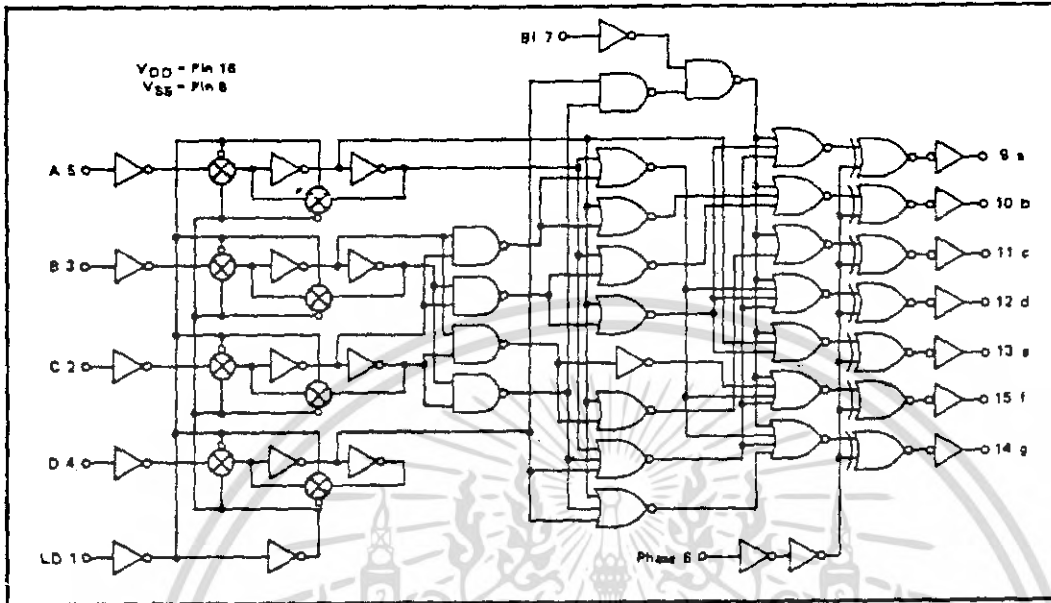 BI 7
VDD = Pin 16
VSS = Pin 8
A 5
9 a
10 b
B 3
11 c
12 d
C 2
13 e
15 f
D 4
14 g
LD 1
Phase 6